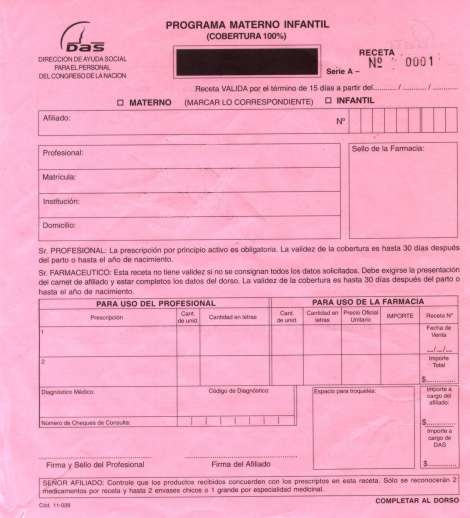 DAS
DIRECCION DE AYUDA SOCIAL
PARA EL PERSONAL
DEL CONGRESO DE LA NACION
PROGRAMA MATERNO INFANTIL
(COBERTURA 100%)
RECETA
Serie A – Nº 0001
Receta VALIDA por el término de 15 días a partir del........../........../..........
☐ MATERNO (MARCAR LO CORRESPONDIENTE) ☐ INFANTIL
Afiliado: Nº
Profesional: Sello de la Farmacia:
Matrícula:
Institución:
Domicilio:
Sr. PROFESIONAL: La prescripción por principio activo es obligatoria. La validez de la cobertura es hasta 30 días después
del parto o hasta el año de nacimiento.
Sr. FARMACEUTICO: Esta receta no tiene validez si no se consignan todos los datos solicitados. Debe exigirse la presentación
del carnet de afiliado y estar completos los datos del dorso. La validez de la cobertura es hasta 30 días después del parto o
hasta el año de nacimiento.
PARA USO DEL PROFESIONAL PARA USO DE LA FARMACIA
Prescripción Cant. de unid. Cantidad en letras Cant. de unid. Cantidad en letras Precio Oficial Unitario IMPORTE Receta Nº
1 Fecha de
Venta
__/__/__
2 Importe
Total
$..............
Diagnóstico Médico: Código de Diagnóstico: Espacio para troqueles: Importe a
cargo del
afiliado:
Número de Cheques de Consulta: $..............
Importe a
cargo de
DAS
Firma y Sello del Profesional Firma del Afiliado $..............
SEÑOR AFILIADO: Controle que los productos recibidos concuerden con los prescriptos en esta receta. Sólo se reconocerán 2
medicamentos por receta y hasta 2 envases chicos o 1 grande por especialidad medicinal.
Cód. 11-039 COMPLETAR AL DORSO